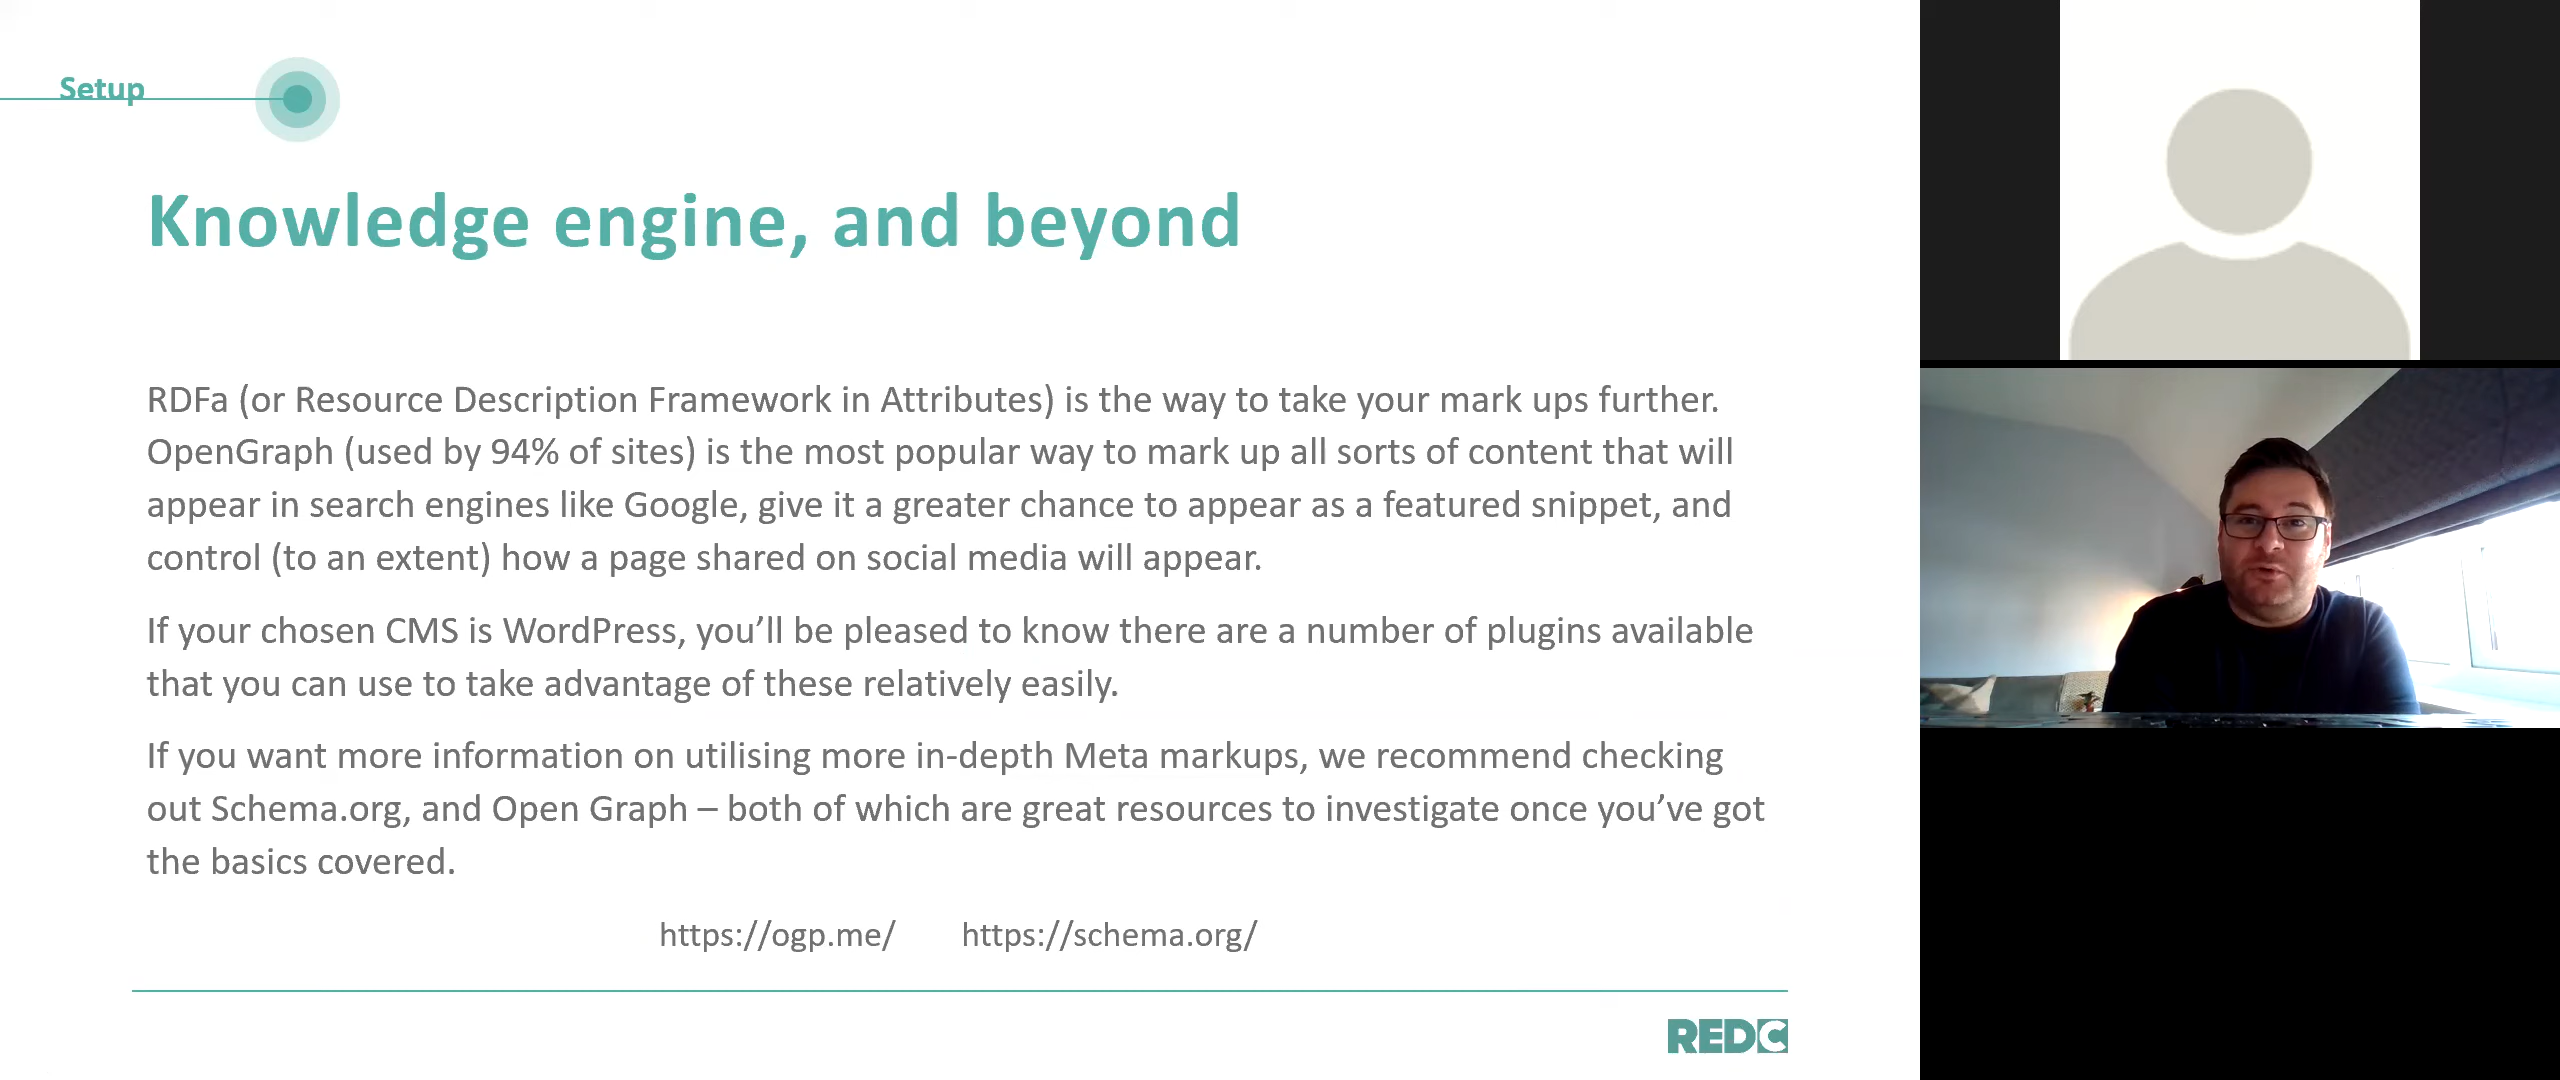 Setup
Knowledge engine, and beyond
RDFa (or Resource Description Framework in Attributes) is the way to take your mark ups further.
OpenGraph (used by 94% of sites) is the most popular way to mark up all sorts of content that will
appear in search engines like Google, give it a greater chance to appear as a featured snippet, and
control (to an extent) how a page shared on social media will appear.
If your chosen CMS is WordPress, you’ll be pleased to know there are a number of plugins available
that you can use to take advantage of these relatively easily.
If you want more information on utilising more in-depth Meta markups, we recommend checking
out Schema.org, and Open Graph – both of which are great resources to investigate once you’ve got
the basics covered.
https://ogp.me/ https://schema.org/
REDC